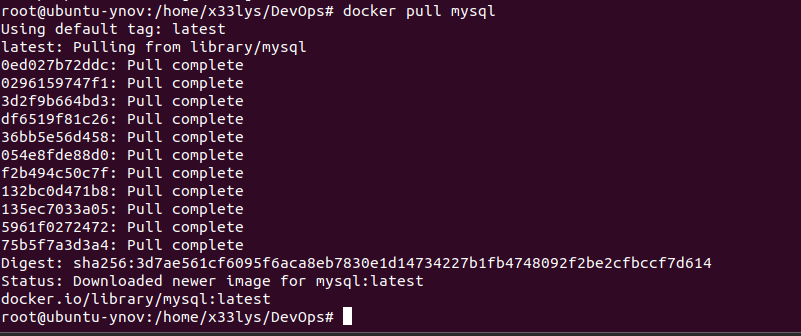 root@ubuntu-ynov:/home/x33lys/DevOps# docker pull mysql
Using default tag: latest
latest: Pulling from library/mysql
0ed027b72ddc: Pull complete
0296159747f1: Pull complete
3d2f9b664bd3: Pull complete
df6519f81c26: Pull complete
36bb5e56d458: Pull complete
054e8fde88d0: Pull complete
f2b494c50c7f: Pull complete
132bc0d471b8: Pull complete
135ec7033a05: Pull complete
5961f0272472: Pull complete
75b5f7a3d3a4: Pull complete
Digest: sha256:3d7ae561cf6095f6aca8eb7830e1d14734227b1fb4748092f2be2cfbccf7d614
Status: Downloaded newer image for mysql:latest
docker.io/library/mysql:latest
root@ubuntu-ynov:/home/x33lys/DevOps#